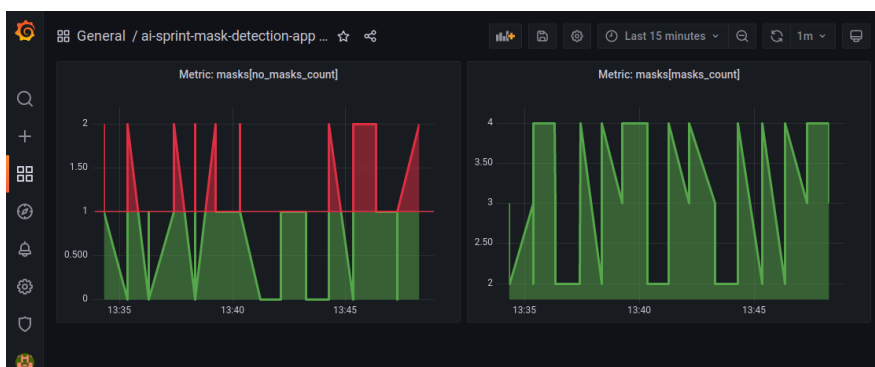 General / ai-sprint-mask-detection-app ...
Last 15 minutes
1m
Metric: masks[no_masks_count]
2
1.50
1
0.500
0
13:35 13:40 13:45
Metric: masks[masks_count]
4
3.50
3
2.50
2
13:35 13:40 13:45